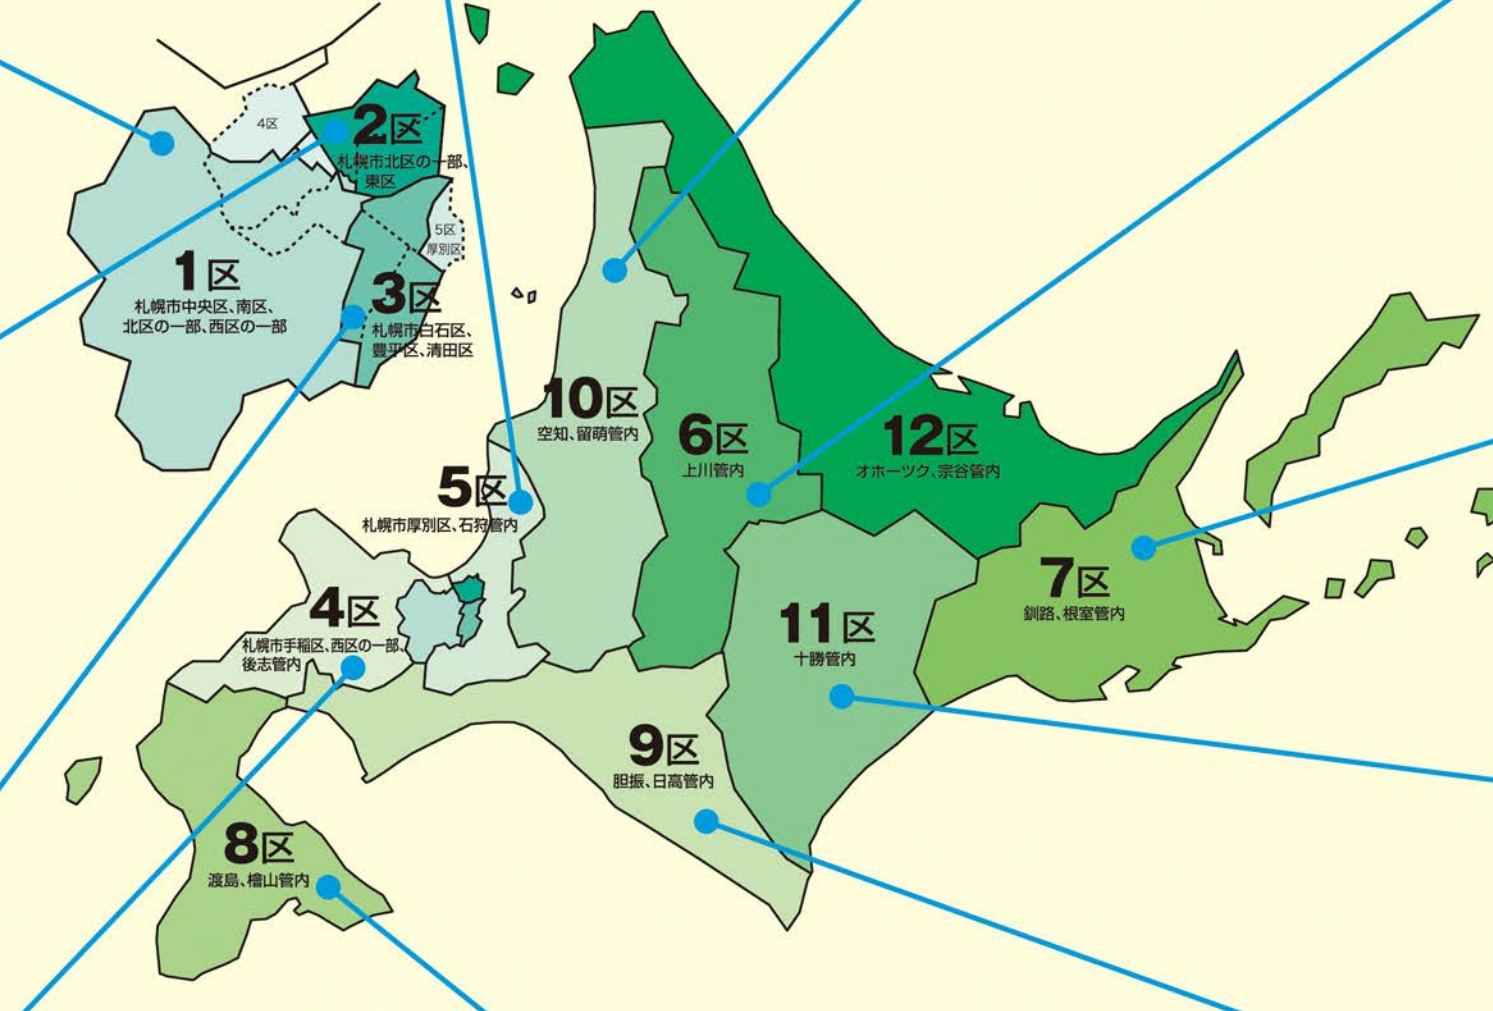 4区
2区
札幌市北区の一部、
東区
5区
厚別区
1区
札幌市中央区、南区、
北区の一部、西区の一部
3区
札幌市白石区、
豊平区、清田区
10区
空知、留萌管内
6区
上川管内
12区
オホーツク、宗谷管内
5区
札幌市厚別区、石狩管内
7区
釧路、根室管内
4区
札幌市手稲区、西区の一部、
後志管内
11区
十勝管内
9区
胆振、日高管内
8区
渡島、檜山管内